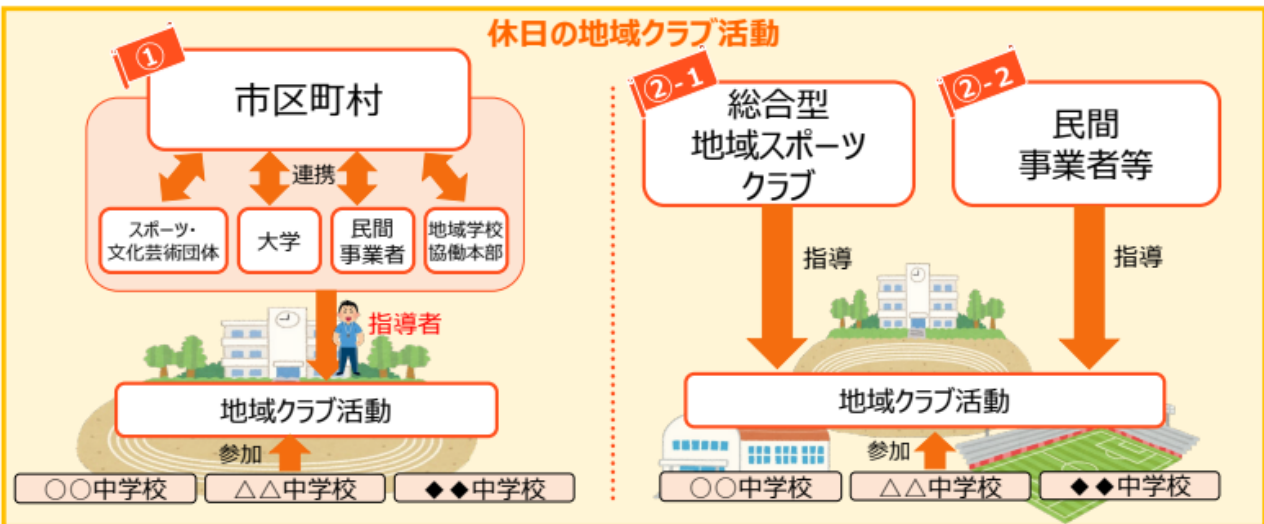 休日の地域クラブ活動
①
市区町村
連携
スポーツ・
文化芸術団体
大学
民間
事業者
地域学校
協働本部
指導者
地域クラブ活動
参加
○○中学校
△△中学校
◆◆中学校
②-1
総合型
地域スポーツ
クラブ
②-2
民間
事業者等
指導
指導
地域クラブ活動
参加
○○中学校
△△中学校
◆◆中学校